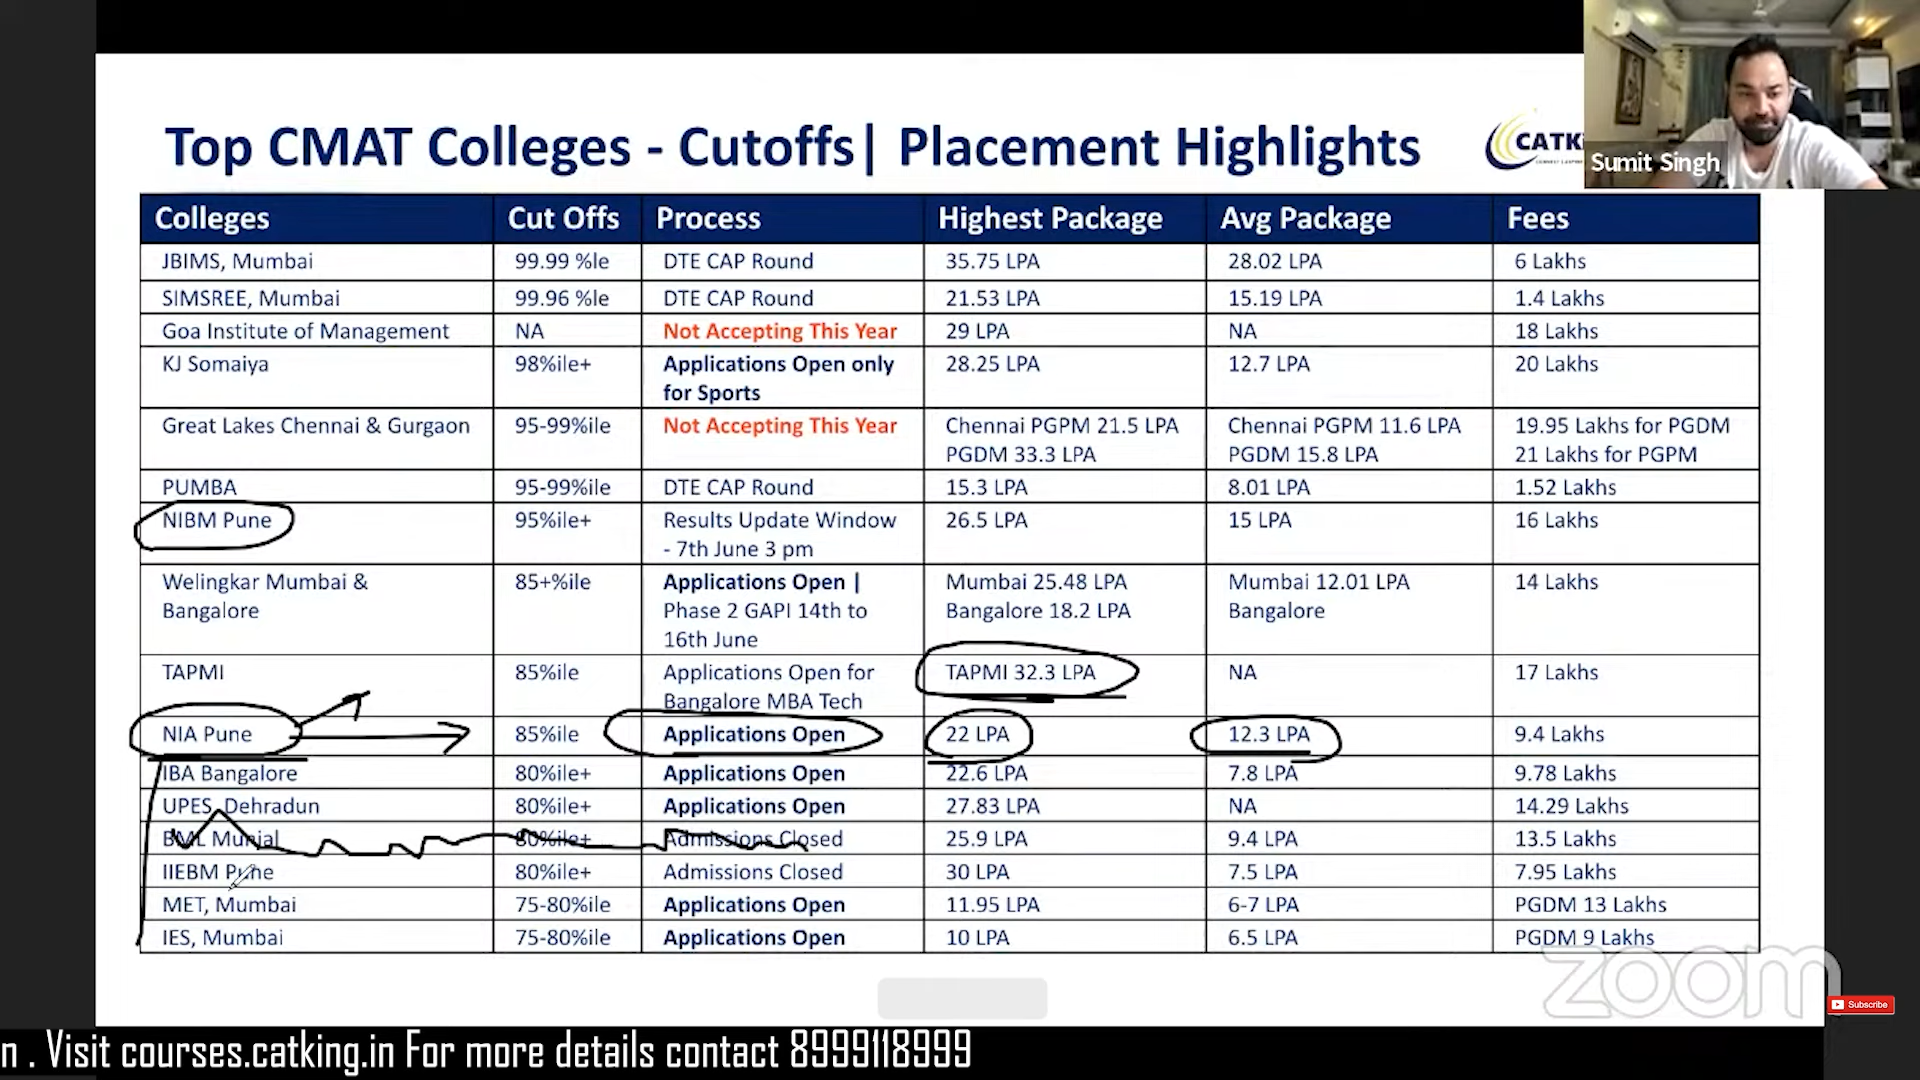 Sumit Singh
Top CMAT Colleges - Cutoffs| Placement Highlights
CATK
Colleges Cut Offs Process Highest Package Avg Package Fees
JBIMS, Mumbai 99.99 %le DTE CAP Round 35.75 LPA 28.02 LPA 6 Lakhs
SIMSREE, Mumbai 99.96 %le DTE CAP Round 21.53 LPA 15.19 LPA 1.4 Lakhs
Goa Institute of Management NA Not Accepting This Year 29 LPA NA 18 Lakhs
KJ Somaiya 98%ile+ Applications Open only 28.25 LPA 12.7 LPA 20 Lakhs
for Sports
Great Lakes Chennai & Gurgaon 95-99%ile Not Accepting This Year Chennai PGPM 21.5 LPA Chennai PGPM 11.6 LPA 19.95 Lakhs for PGDM
PGDM 33.3 LPA PGDM 15.8 LPA 21 Lakhs for PGPM
PUMBA 95-99%ile DTE CAP Round 15.3 LPA 8.01 LPA 1.52 Lakhs
NIBM Pune 95%ile+ Results Update Window 26.5 LPA 15 LPA 16 Lakhs
- 7th June 3 pm
Welingkar Mumbai & 85+%ile Applications Open | Mumbai 25.48 LPA Mumbai 12.01 LPA 14 Lakhs
Bangalore Phase 2 GAPI 14th to Bangalore 18.2 LPA Bangalore
16th June
TAPMI 85%ile Applications Open for TAPMI 32.3 LPA NA 17 Lakhs
Bangalore MBA Tech
NIA Pune 85%ile Applications Open 22 LPA 12.3 LPA 9.4 Lakhs
IBA Bangalore 80%ile+ Applications Open 22.6 LPA 7.8 LPA 9.78 Lakhs
UPES, Dehradun 80%ile+ Applications Open 27.83 LPA NA 14.29 Lakhs
BML Munjal 80%ile+ Admissions Closed 25.9 LPA 9.4 LPA 13.5 Lakhs
IIEBM Pune 80%ile+ Admissions Closed 30 LPA 7.5 LPA 7.95 Lakhs
MET, Mumbai 75-80%ile Applications Open 11.95 LPA 6-7 LPA PGDM 13 Lakhs
IES, Mumbai 75-80%ile Applications Open 10 LPA 6.5 LPA PGDM 9 Lakhs
zoom
Subscribe
n . Visit courses.catking.in For more details contact 8999118999